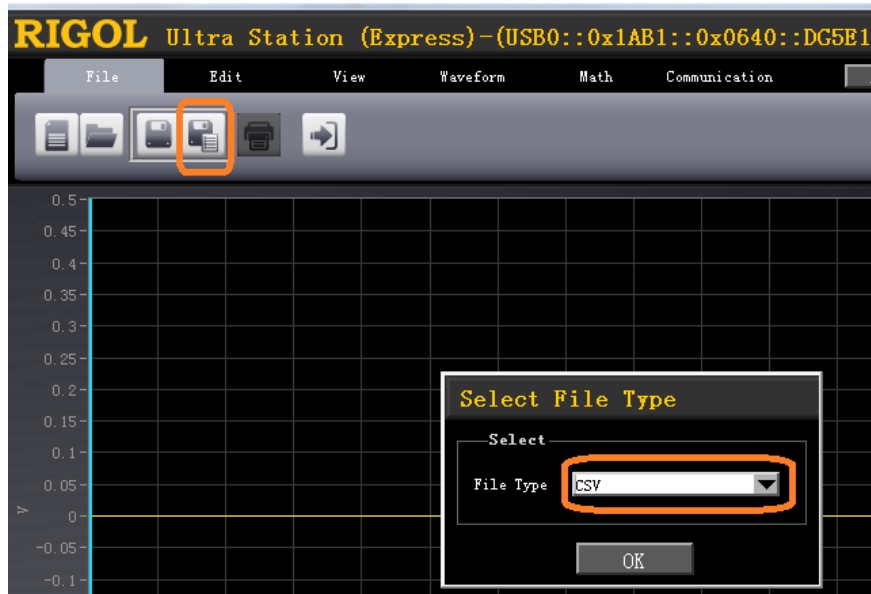 RIGOL Ultra Station (Express)-(USB0::0x1AB1::0x0640::DG5E1
File Edit View Waveform Math Communication
0.5
0.45
0.4
0.35
0.3
0.25
0.2
0.15
0.1
0.05
V
0
-0.05
-0.1
Select File Type
Select
File Type CSV
OK